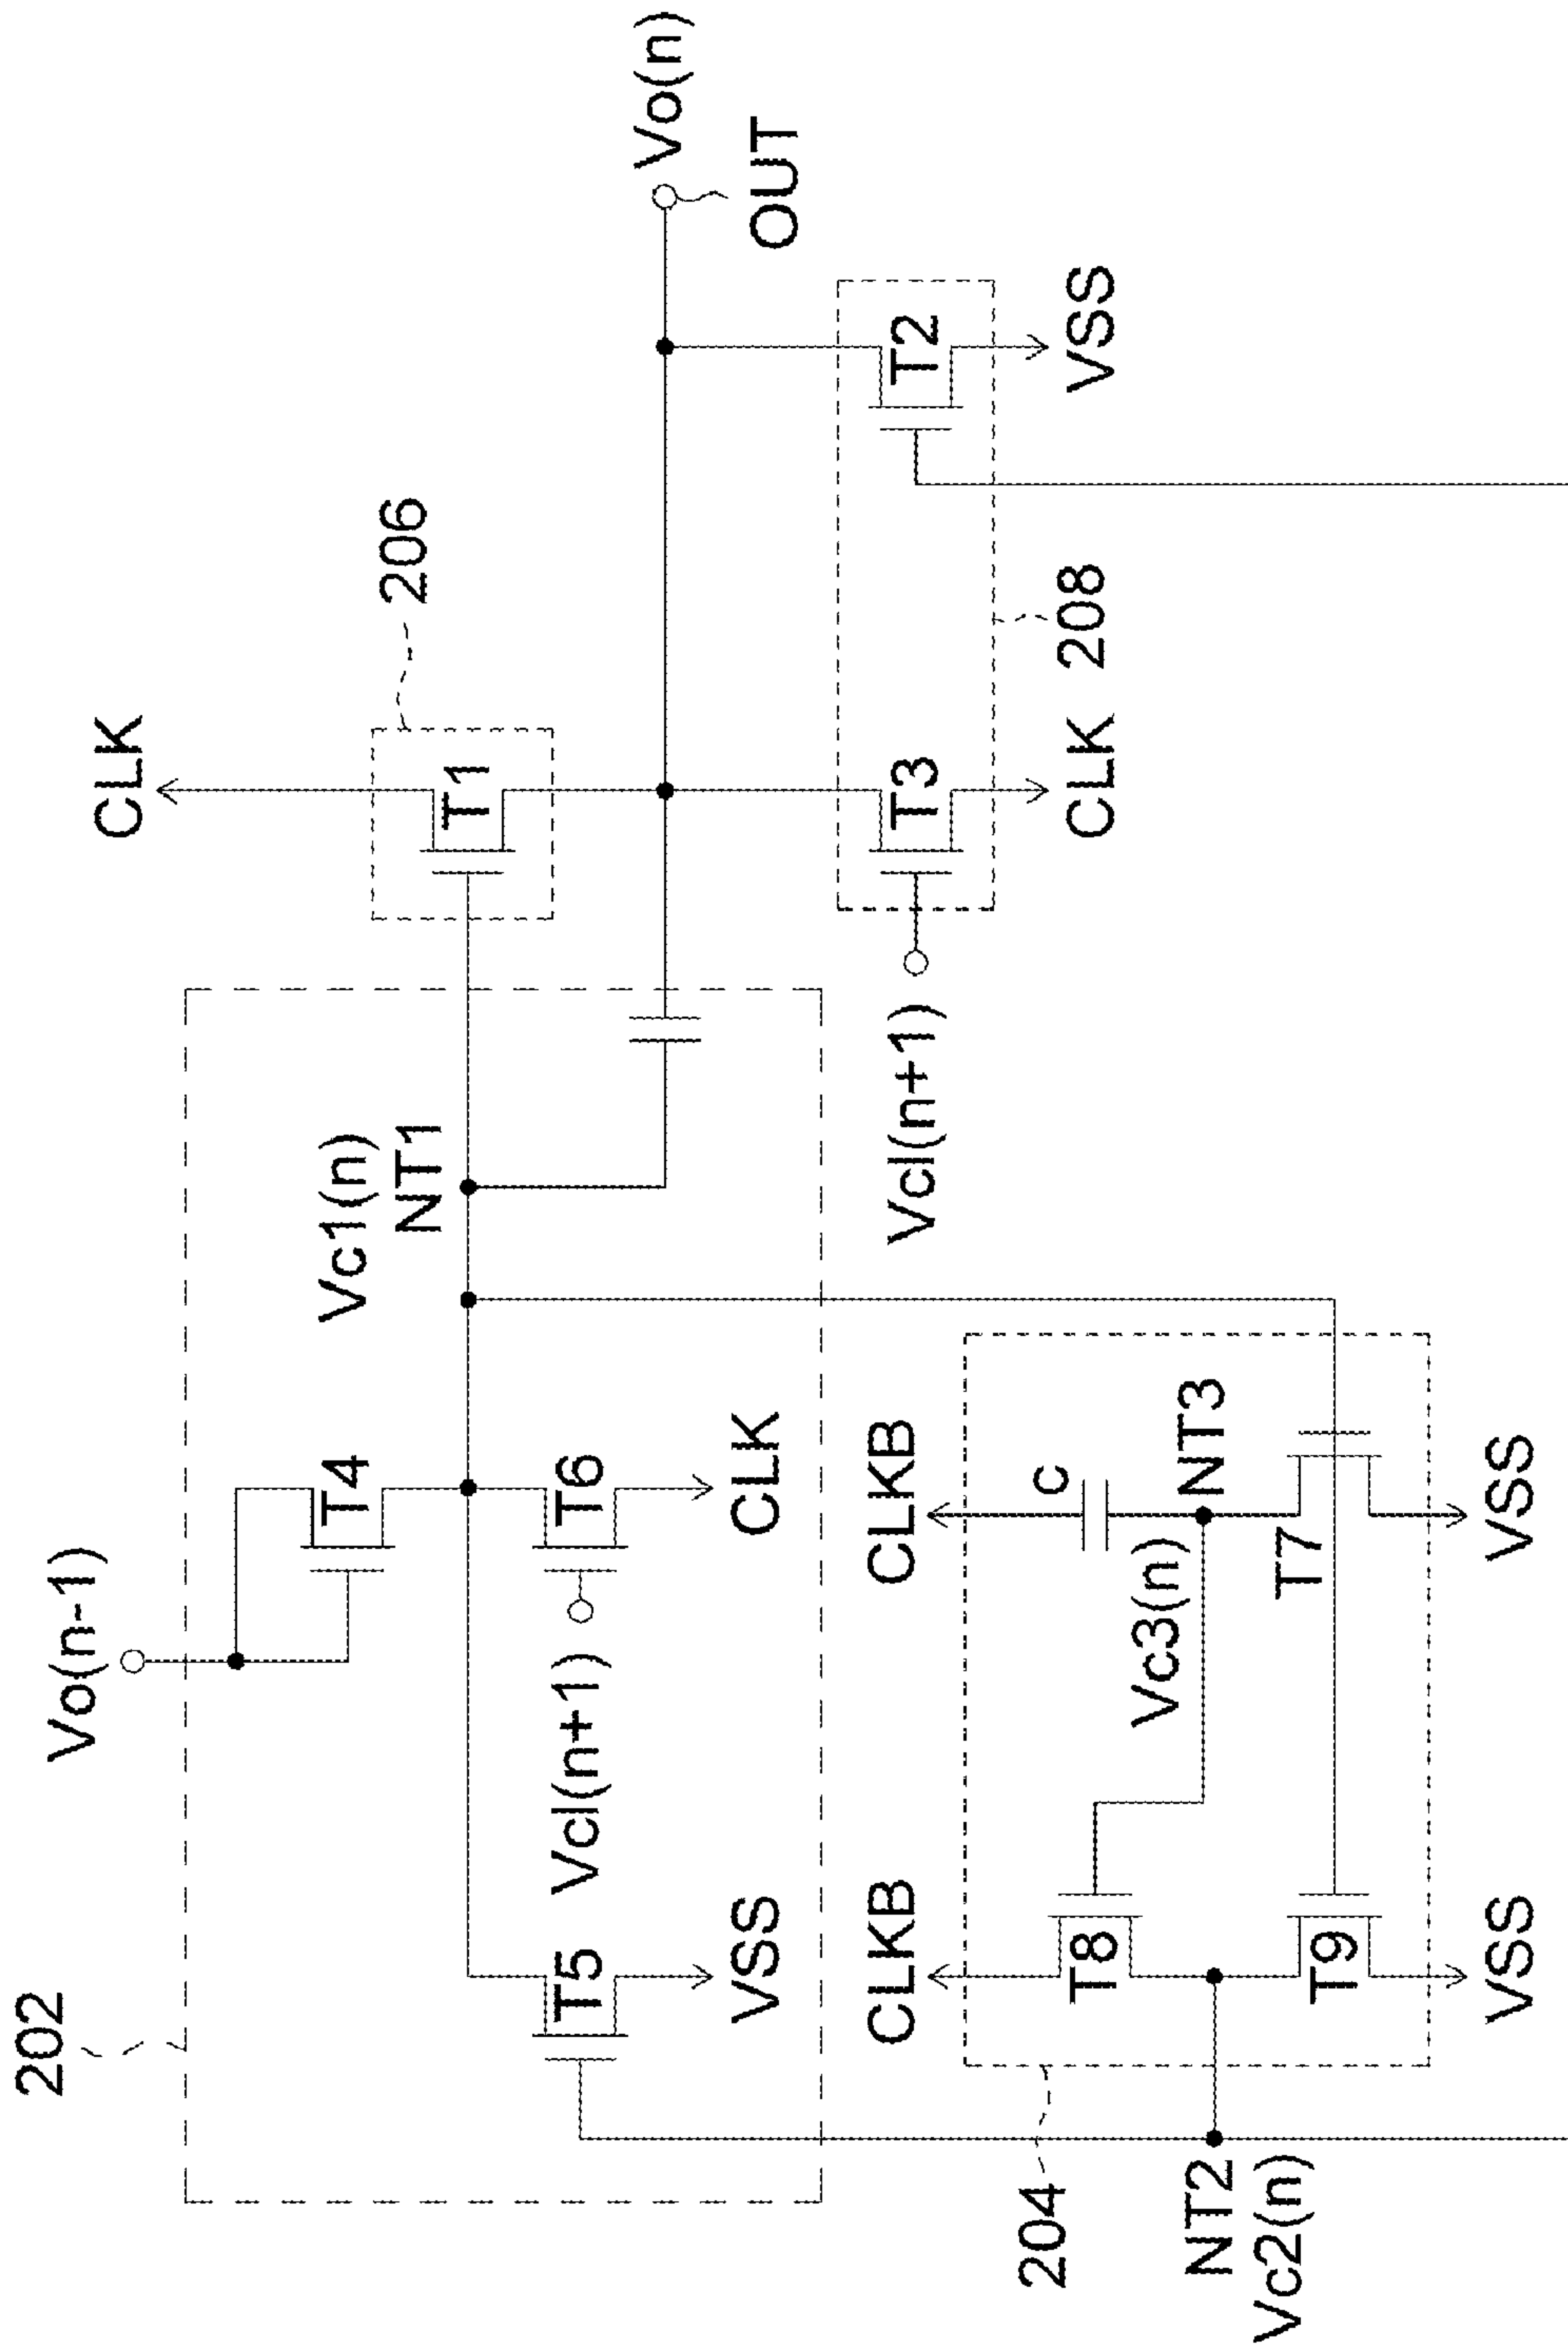 202
Vo(n-1)
CLK
T4
Vc1(n)
NT1
206
T1
T5
Vcl(n+1)
T6
Vo(n)
OUT
VSS
CLK
CLKB
CLKB
Vcl(n+1)
T3
T2
204
c
CLK
208
VSS
T8
Vc3(n)
NT3
NT2
Vc2(n)
T9
T7
VSS
VSS